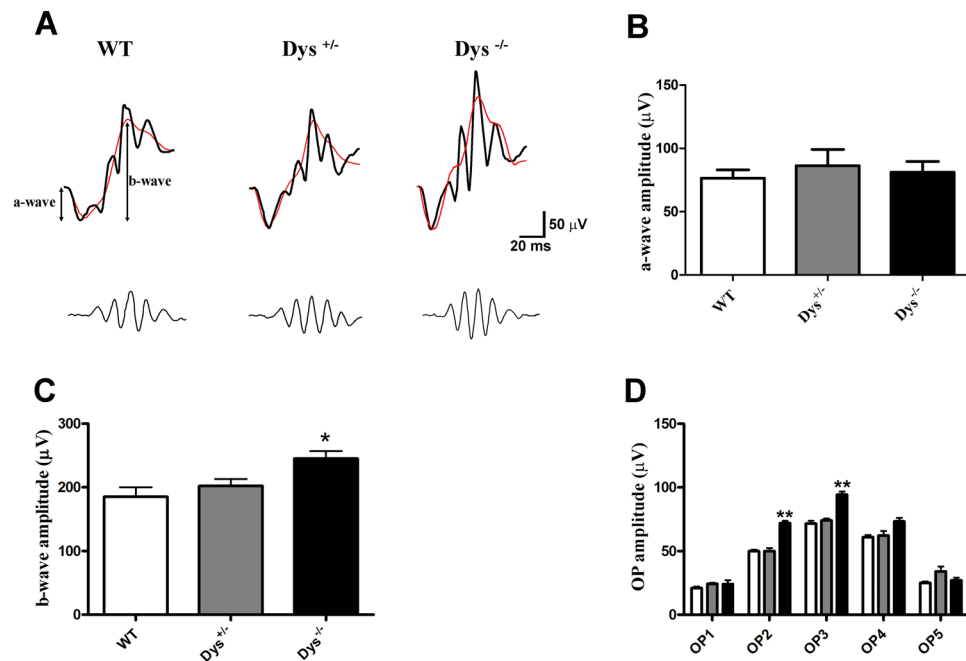 A
WT
Dys +/-
Dys -/-
a-wave
b-wave
50 µV
20 ms
B
a-wave amplitude (µV)
150
100
50
0
WT
Dys+/-
Dys-/-
C
b-wave amplitude (µV)
300
200
100
0
*
WT
Dys+/-
Dys-/-
D
OP amplitude (µV)
150
100
50
0
**
**
OP1
OP2
OP3
OP4
OP5